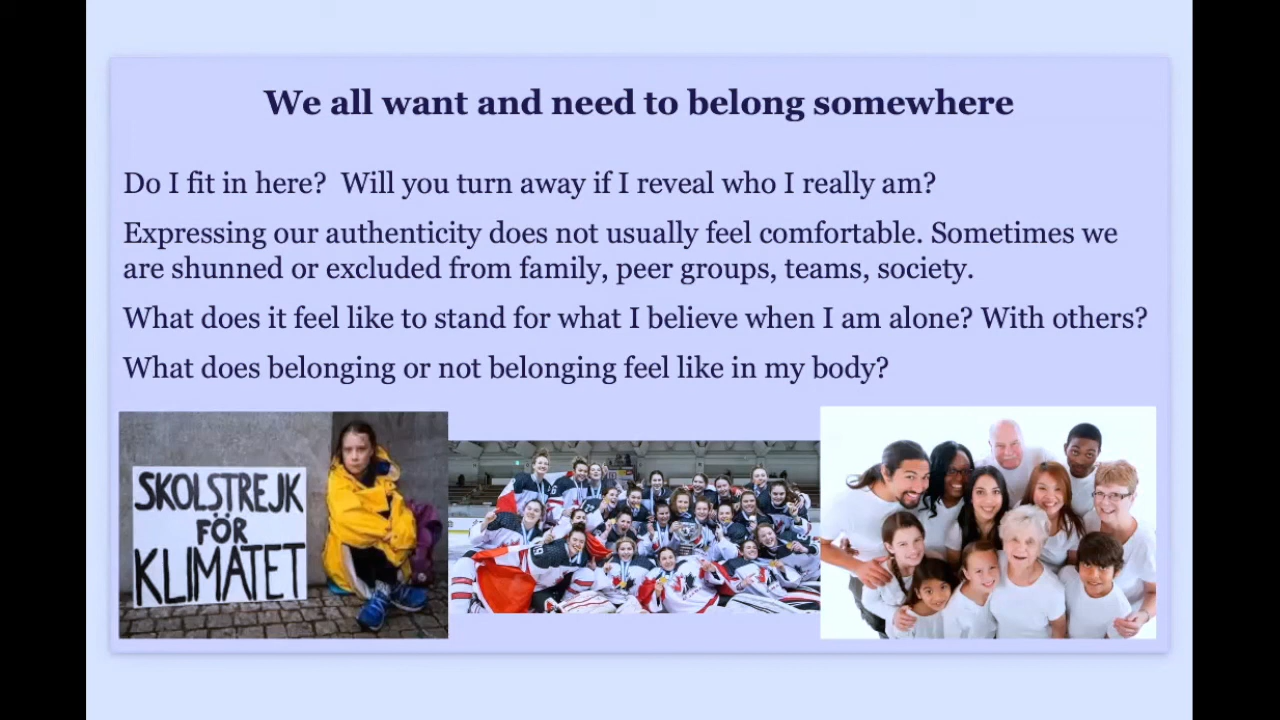 We all want and need to belong somewhere
Do I fit in here?  Will you turn away if I reveal who I really am?
Expressing our authenticity does not usually feel comfortable. Sometimes we
are shunned or excluded from family, peer groups, teams, society.
What does it feel like to stand for what I believe when I am alone? With others?
What does belonging or not belonging feel like in my body?
SKOLSTREJK
FÖR
KLIMATET